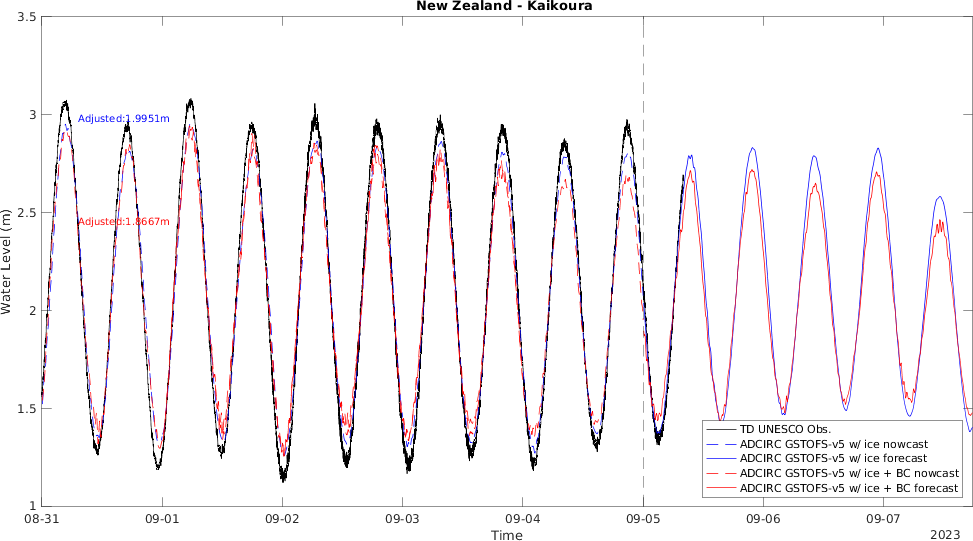 New Zealand - Kaikoura
3.5
3
2.5
2
1.5
1
Water Level (m)
Adjusted:1.9951m
Adjusted:1.8667m
TD UNESCO Obs.
ADCIRC GSTOFS-v5 w/ ice nowcast
ADCIRC GSTOFS-v5 w/ ice forecast
ADCIRC GSTOFS-v5 w/ ice + BC nowcast
ADCIRC GSTOFS-v5 w/ ice + BC forecast
08-31 09-01 09-02 09-03 09-04 09-05 09-06 09-07
Time
2023